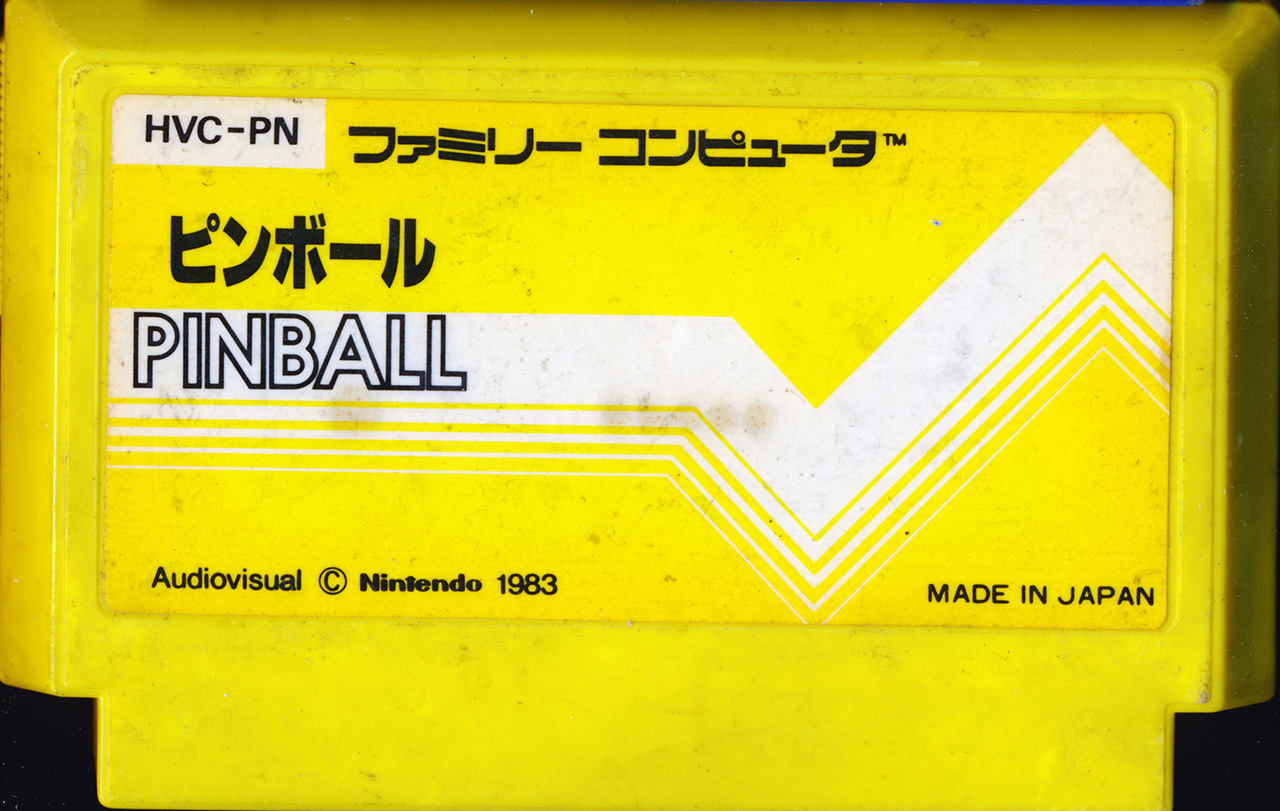 HVC-PN
ファミリー コンピュータ™
ピンボール
PINBALL
Audiovisual © Nintendo 1983
MADE IN JAPAN